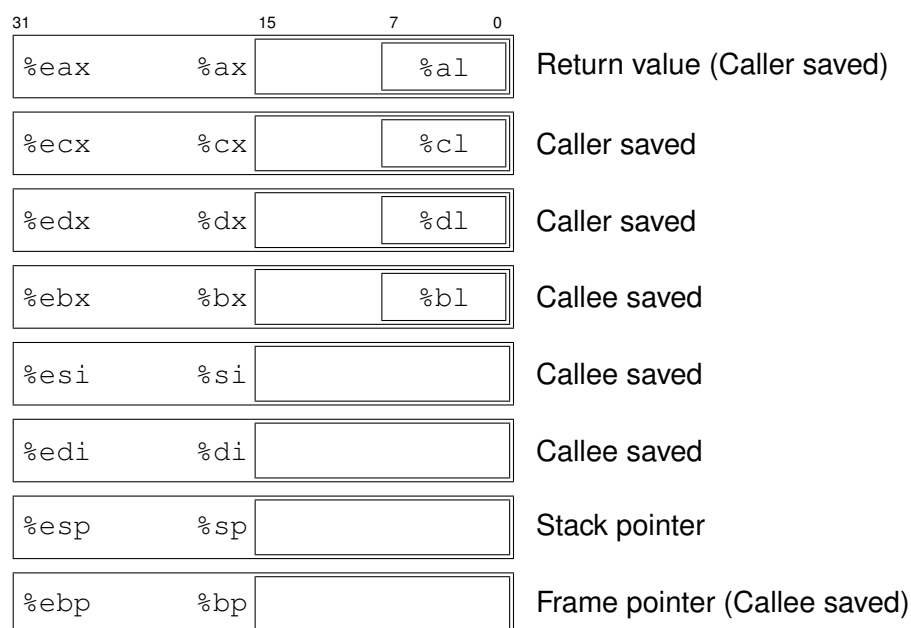 31 15 7 0
%eax %ax %al Return value (Caller saved)
%ecx %cx %cl Caller saved
%edx %dx %dl Caller saved
%ebx %bx %bl Callee saved
%esi %si Callee saved
%edi %di Callee saved
%esp %sp Stack pointer
%ebp %bp Frame pointer (Callee saved)